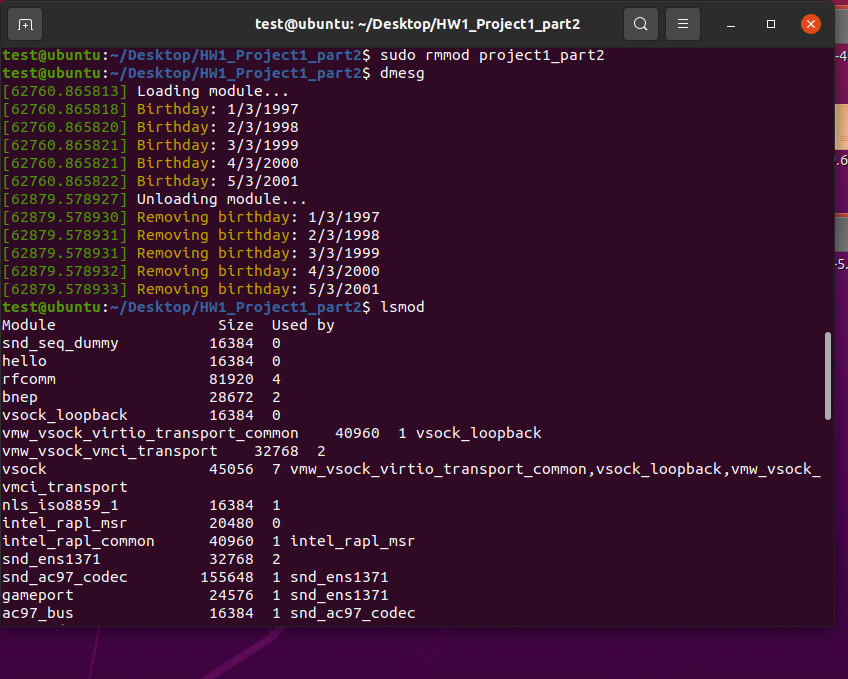 test@ubuntu: ~/Desktop/HW1_Project1_part2
test@ubuntu:~/Desktop/HW1_Project1_part2$ sudo rmmod project1_part2
test@ubuntu:~/Desktop/HW1_Project1_part2$ dmesg
[62760.865813] Loading module...
[62760.865818] Birthday: 1/3/1997
[62760.865820] Birthday: 2/3/1998
[62760.865821] Birthday: 3/3/1999
[62760.865821] Birthday: 4/3/2000
[62760.865822] Birthday: 5/3/2001
[62879.578927] Unloading module...
[62879.578930] Removing birthday: 1/3/1997
[62879.578931] Removing birthday: 2/3/1998
[62879.578931] Removing birthday: 3/3/1999
[62879.578932] Removing birthday: 4/3/2000
[62879.578933] Removing birthday: 5/3/2001
test@ubuntu:~/Desktop/HW1_Project1_part2$ lsmod
Module                  Size  Used by
snd_seq_dummy          16384  0
hello                  16384  0
rfcomm                 81920  4
bnep                   28672  2
vsock_loopback         16384  0
vmw_vsock_virtio_transport_common    40960  1 vsock_loopback
vmw_vsock_vmci_transport    32768  2
vsock                  45056  7 vmw_vsock_virtio_transport_common,vsock_loopback,vmw_vsock_
vmci_transport
nls_iso8859_1          16384  1
intel_rapl_msr         20480  0
intel_rapl_common      40960  1 intel_rapl_msr
snd_ens1371            32768  2
snd_ac97_codec        155648  1 snd_ens1371
gameport               24576  1 snd_ens1371
ac97_bus               16384  1 snd_ac97_codec